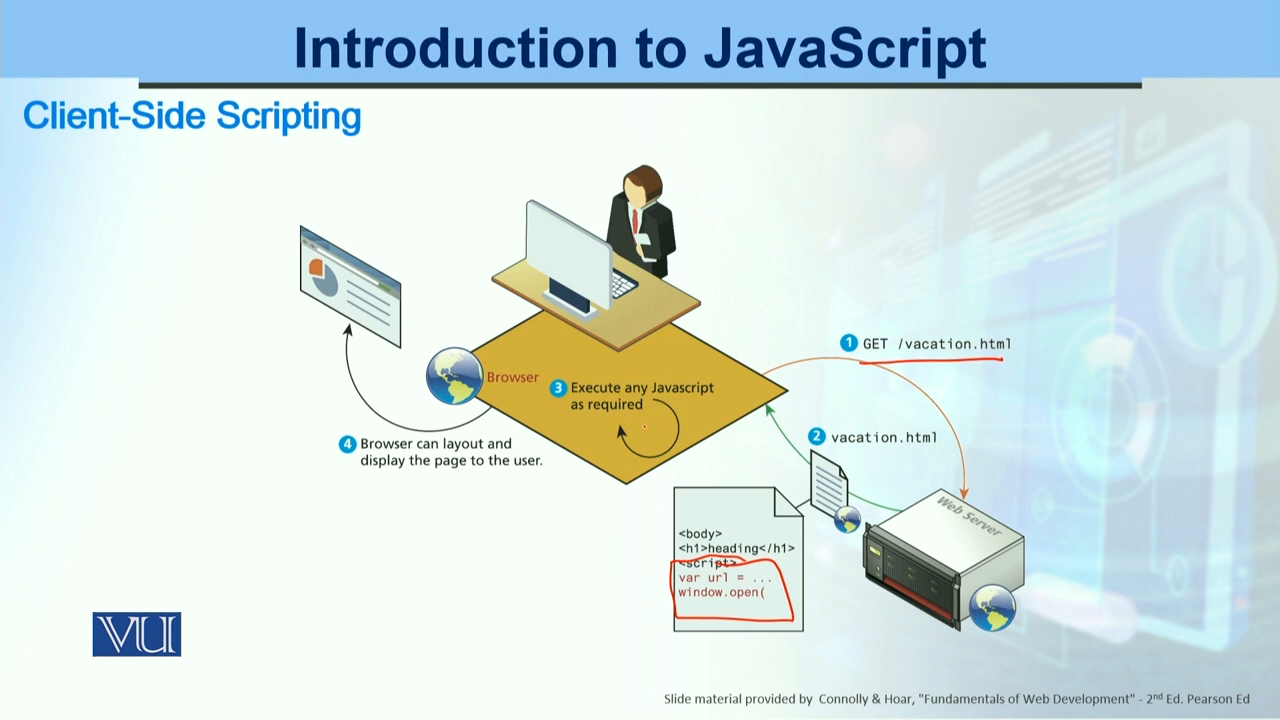 Introduction to JavaScript
Client-Side Scripting
1 GET /vacation.html
Browser
3 Execute any Javascript
as required
2 vacation.html
4 Browser can layout and
display the page to the user.
Web Server
<body>
<h1>heading</h1>
<script>
var url = ...
window.open(
VU
Slide material provided by Connolly & Hoar, "Fundamentals of Web Development" - 2nd Ed. Pearson Ed